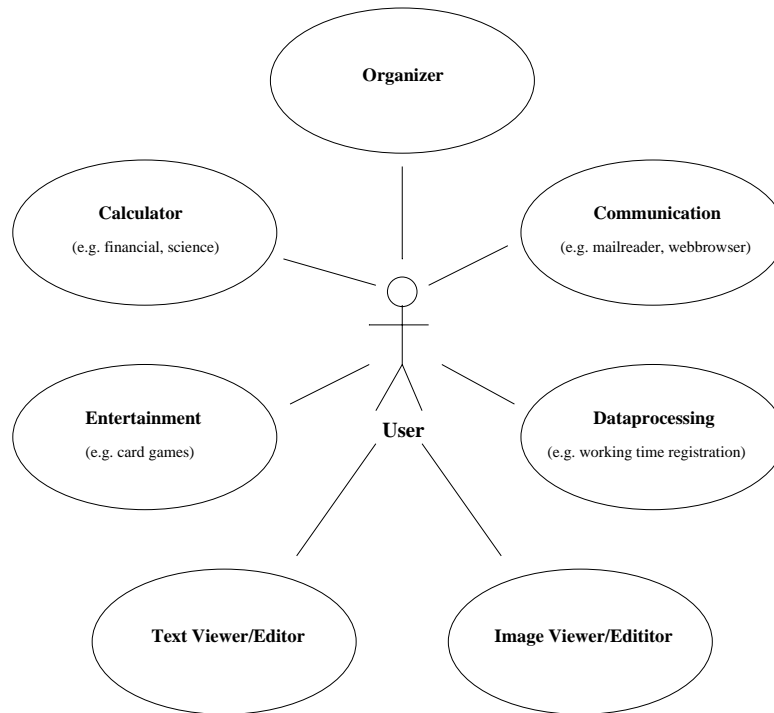 Organizer
Calculator
(e.g. financial, science)
Communication
(e.g. mailreader, webbrowser)
Entertainment
(e.g. card games)
User
Dataprocessing
(e.g. working time registration)
Text Viewer/Editor
Image Viewer/Edititor